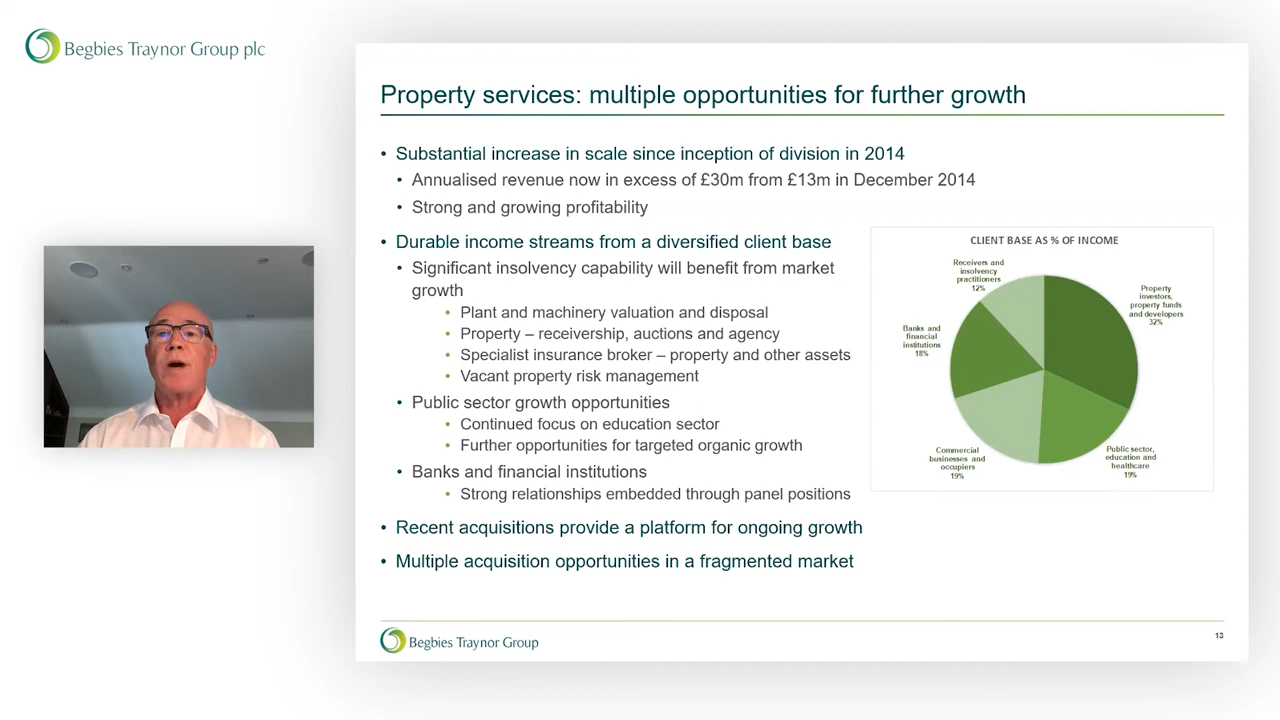 Begbies Traynor Group plc
Property services: multiple opportunities for further growth
• Substantial increase in scale since inception of division in 2014
• Annualised revenue now in excess of £30m from £13m in December 2014
• Strong and growing profitability
• Durable income streams from a diversified client base
• Significant insolvency capability will benefit from market
growth
• Plant and machinery valuation and disposal
• Property – receivership, auctions and agency
• Specialist insurance broker – property and other assets
• Vacant property risk management
• Public sector growth opportunities
• Continued focus on education sector
• Further opportunities for targeted organic growth
• Banks and financial institutions
• Strong relationships embedded through panel positions
• Recent acquisitions provide a platform for ongoing growth
• Multiple acquisition opportunities in a fragmented market
CLIENT BASE AS % OF INCOME
Receivers and
insolvency
practitioners
12%
Property
investors,
property funds
and developers
32%
Banks and
financial
institutions
18%
Commercial
businesses and
occupiers
19%
Public sector,
education and
healthcare
19%
Begbies Traynor Group
13